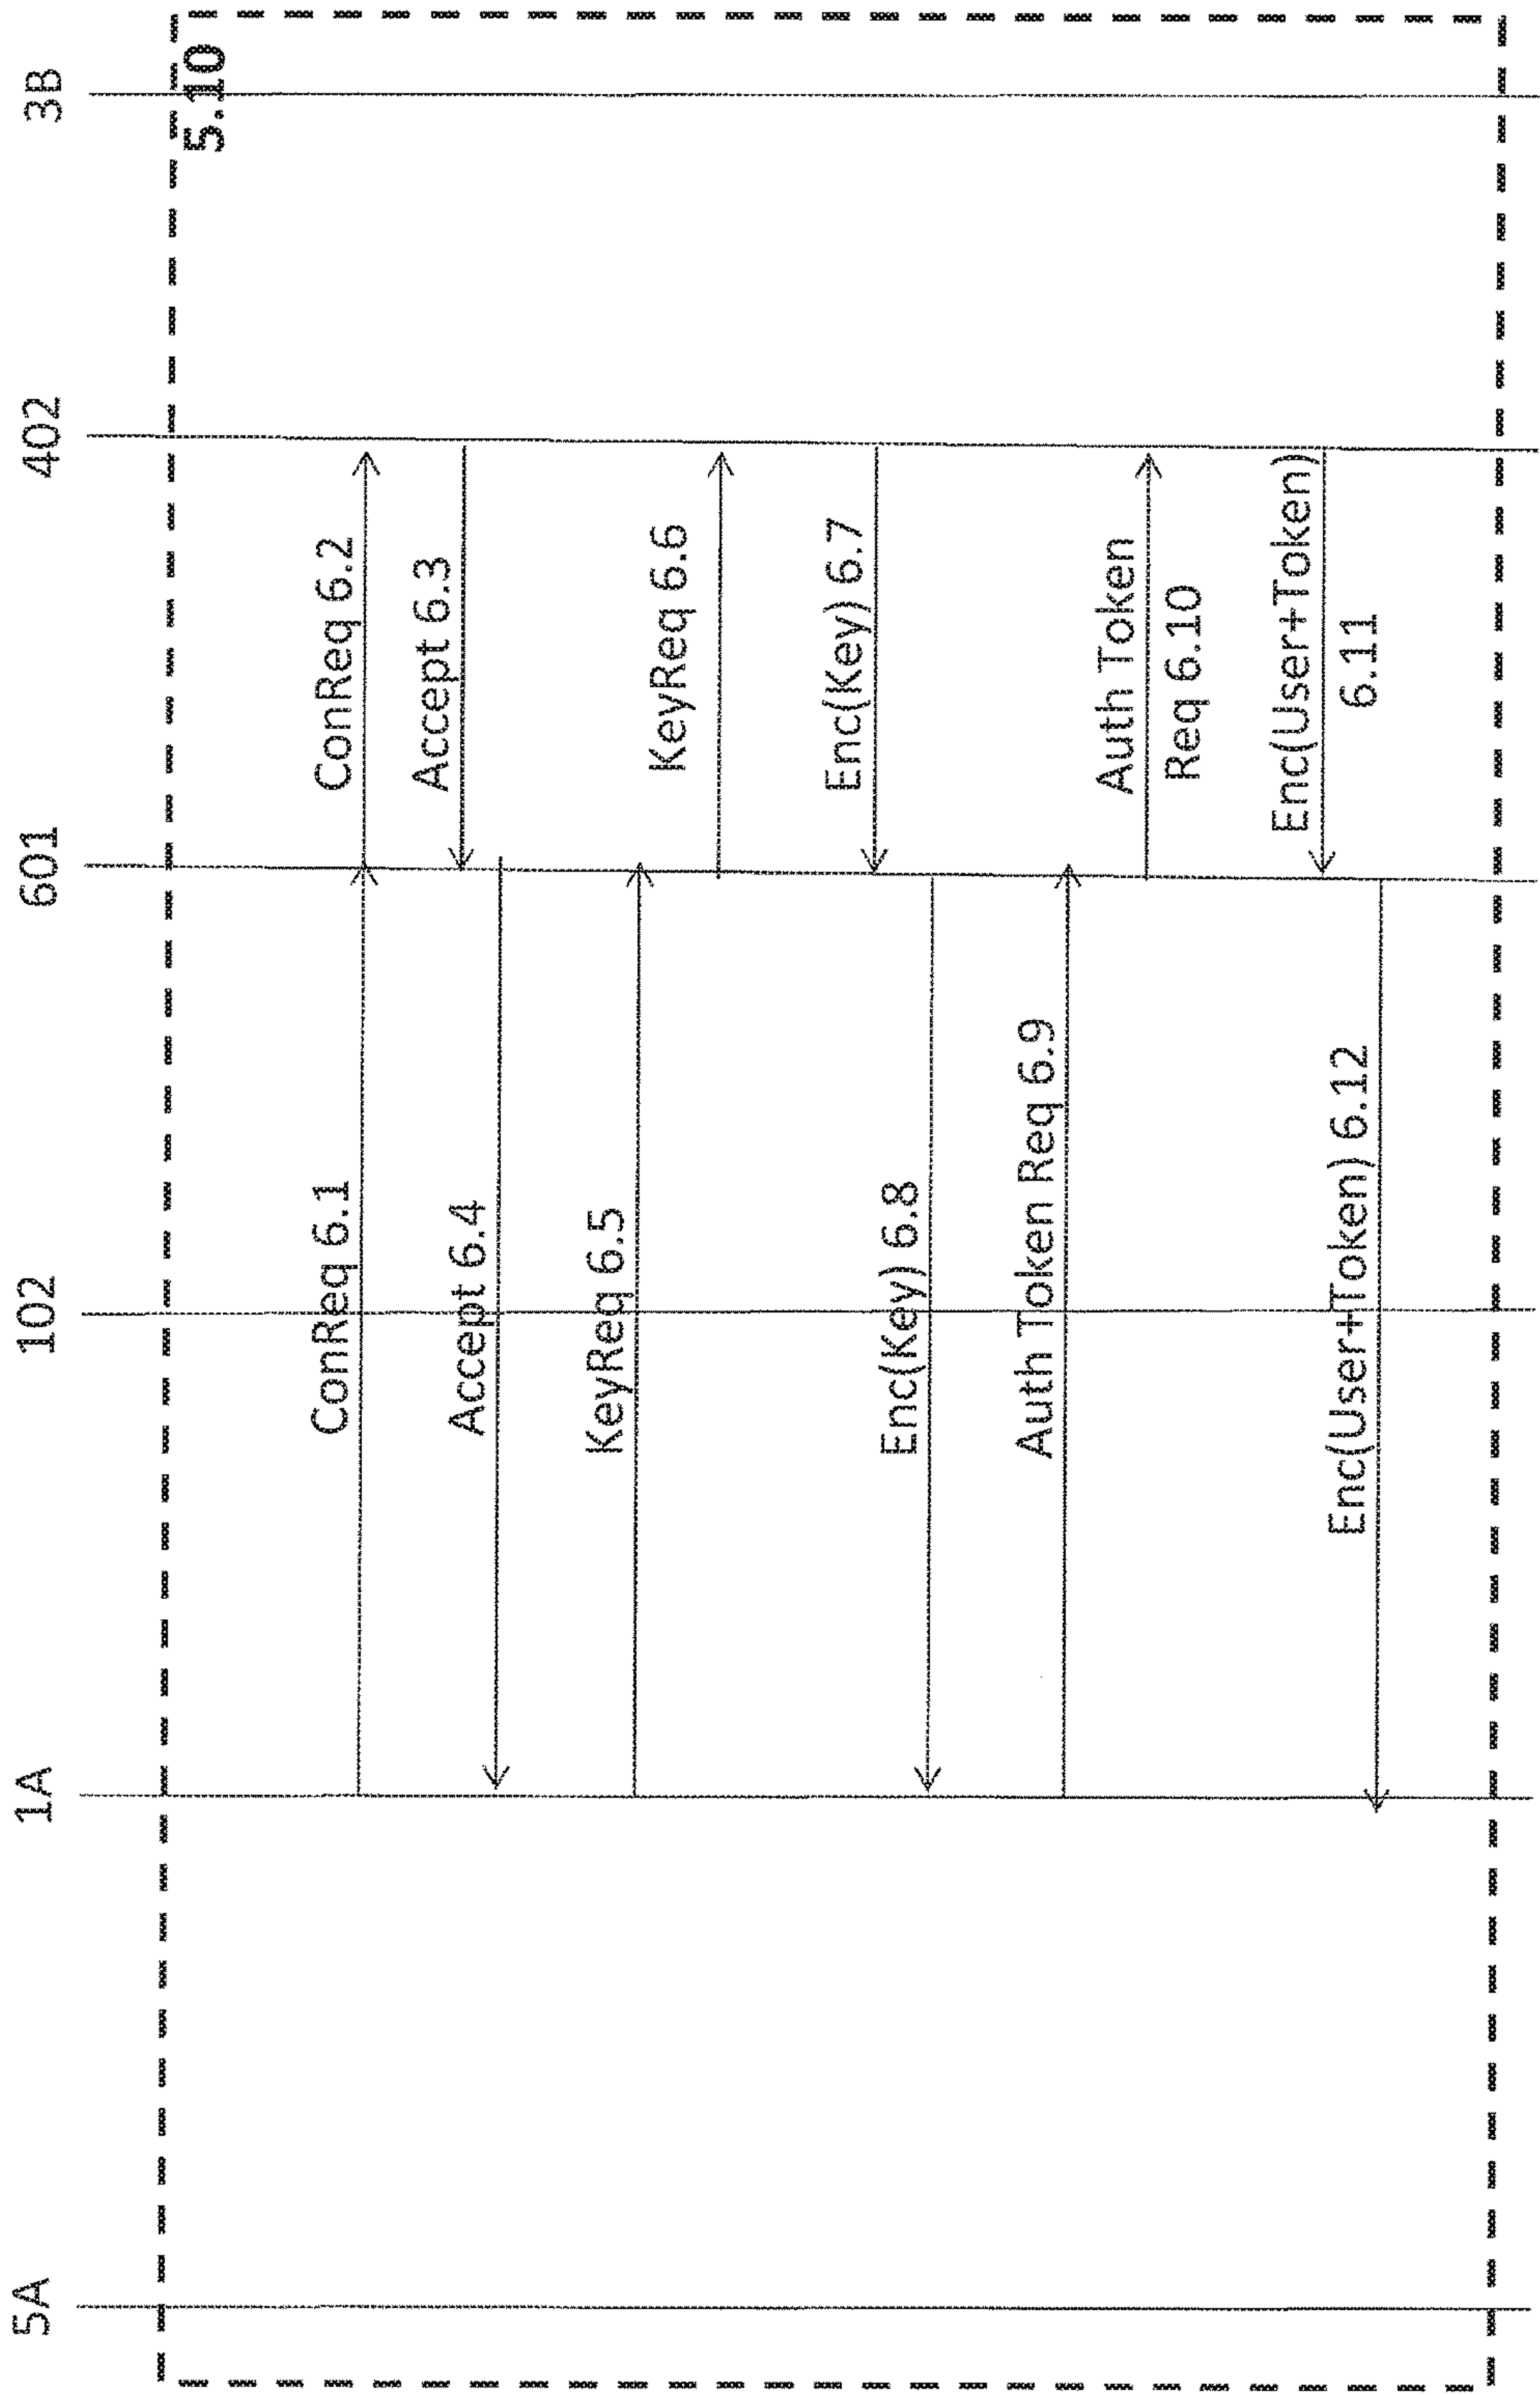 5A
1A
102
601
402
3B
5.10
ConReq 6.1
ConReq 6.2
Accept 6.3
Accept 6.4
KeyReq 6.5
KeyReq 6.6
Enc(Key) 6.7
Enc(Key) 6.8
Auth Token Req 6.9
Auth Token
Req 6.10
Enc(User+Token)
6.11
Enc(User+Token) 6.12